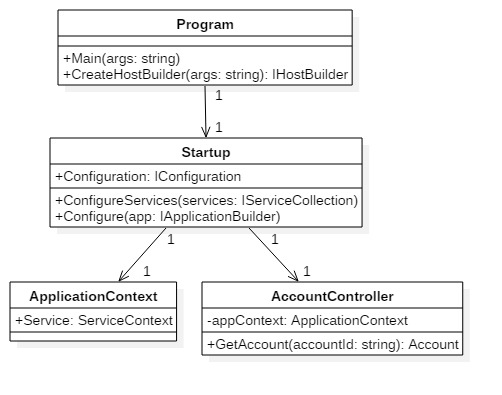 Program
+Main(args: string)
+CreateHostBuilder(args: string): IHostBuilder
1
1
Startup
+Configuration: IConfiguration
+ConfigureServices(services: IServiceCollection)
+Configure(app: IApplicationBuilder)
1
1
1
1
ApplicationContext
+Service: ServiceContext
AccountController
-appContext: ApplicationContext
+GetAccount(accountId: string): Account